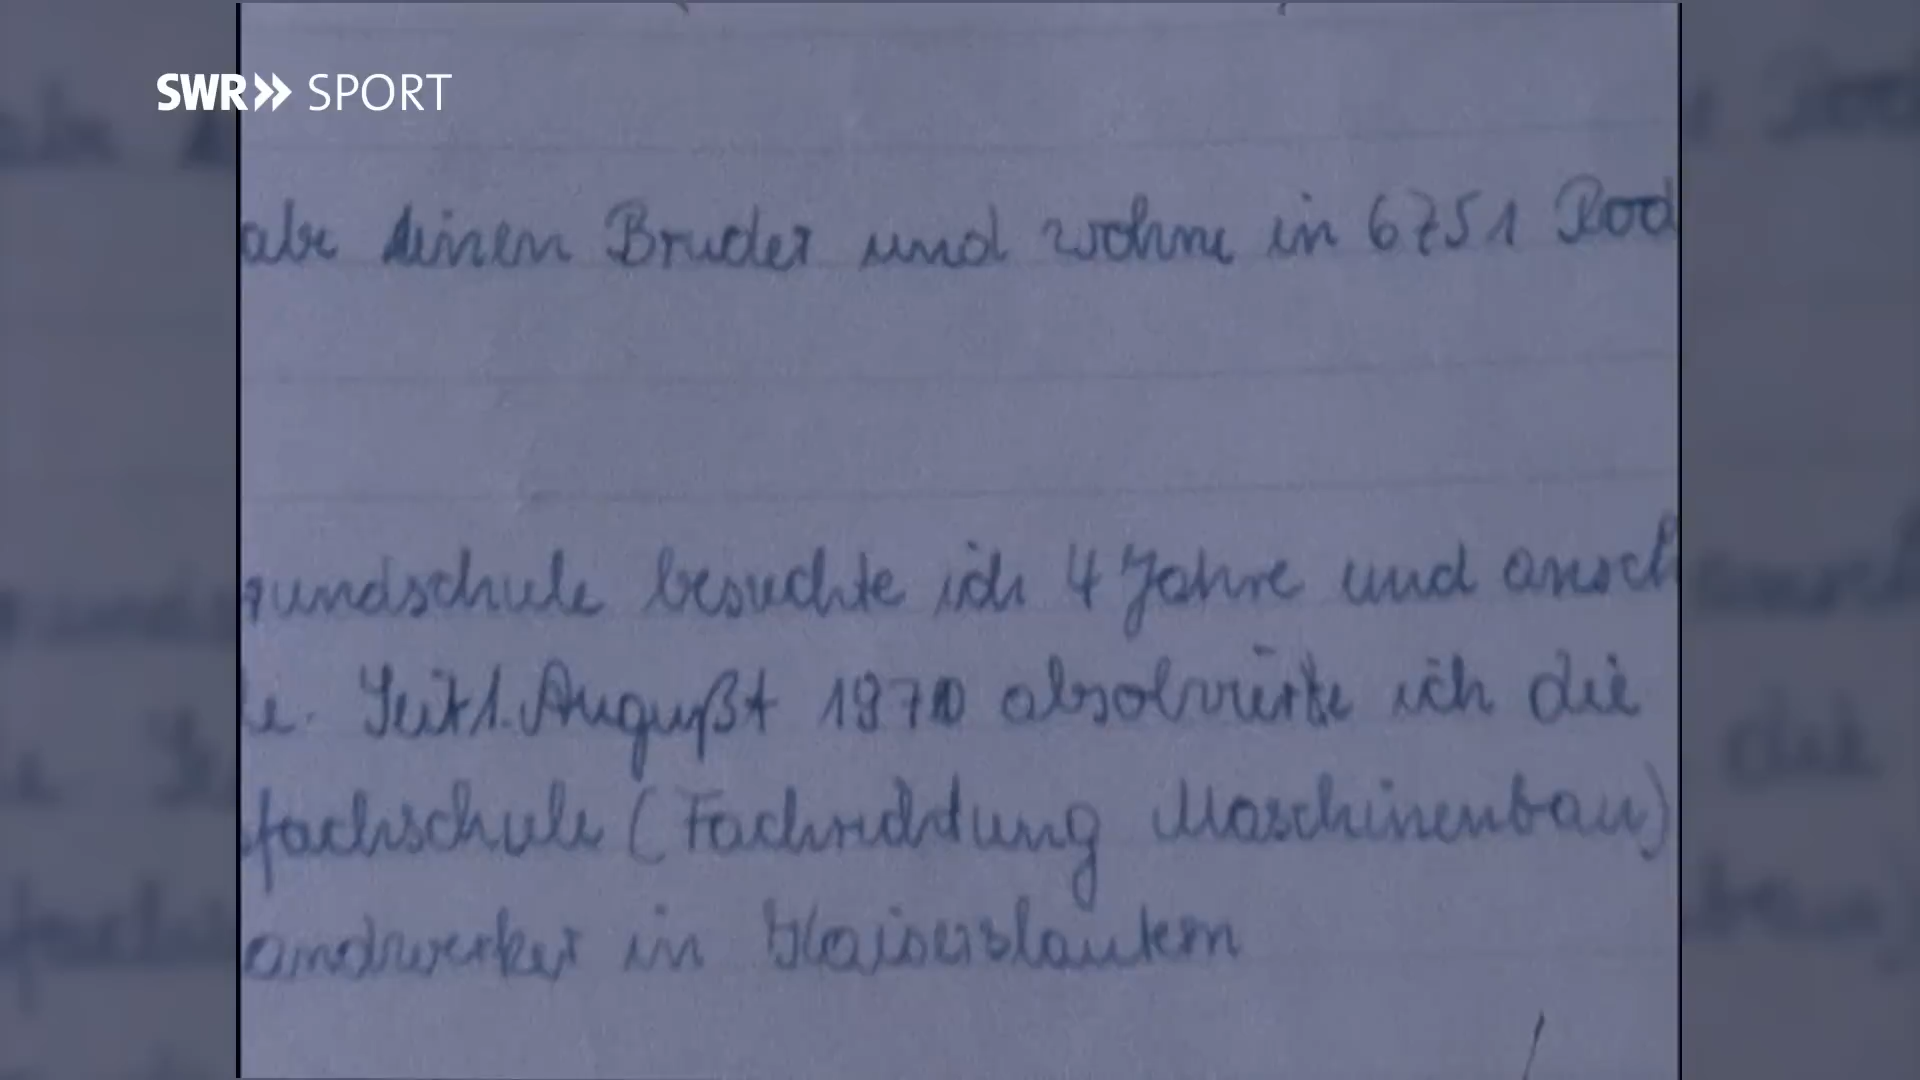 SWR» SPORT
abe einen Bruder und wohne in 6751 Rod
rundschule besuchte ich 4 Jahre und ansch
le. Seit 1. Augußt 1970 absolvierte ich die
fachschule (Fachrichtung Maschinenbau)
andwerker in Kaiserslautern